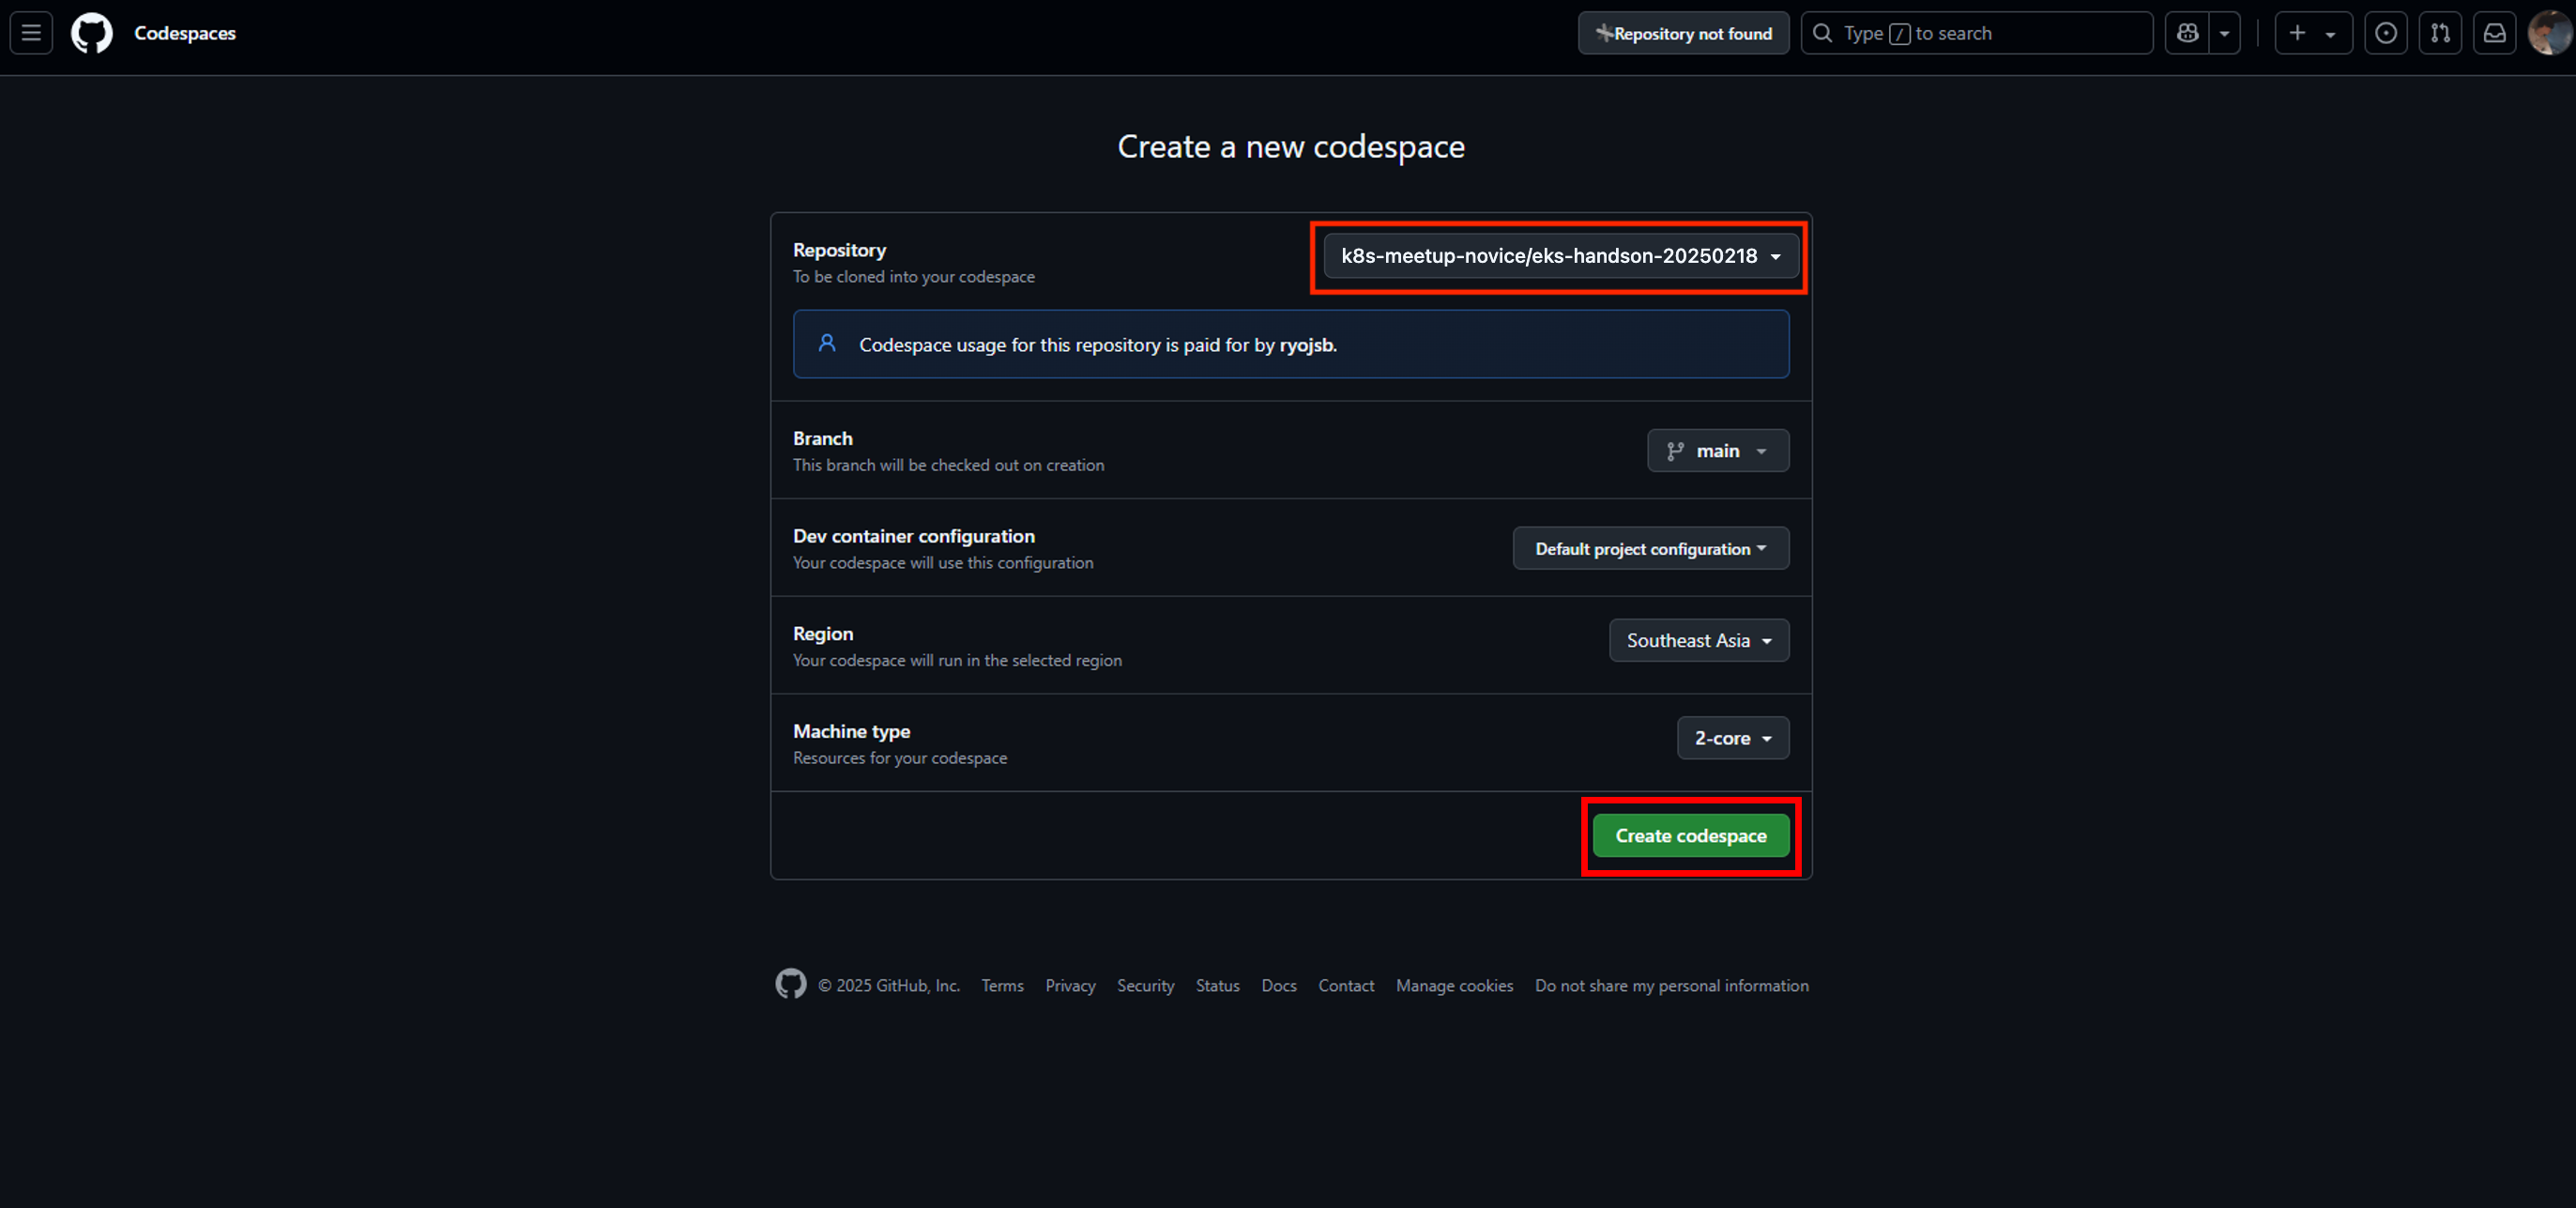 Codespaces
Repository not found
Type / to search
Create a new codespace
Repository
To be cloned into your codespace
k8s-meetup-novice/eks-handson-20250218
Codespace usage for this repository is paid for by ryojsb.
Branch
This branch will be checked out on creation
main
Dev container configuration
Your codespace will use this configuration
Default project configuration
Region
Your codespace will run in the selected region
Southeast Asia
Machine type
Resources for your codespace
2-core
Create codespace
© 2025 GitHub, Inc. Terms Privacy Security Status Docs Contact Manage cookies Do not share my personal information